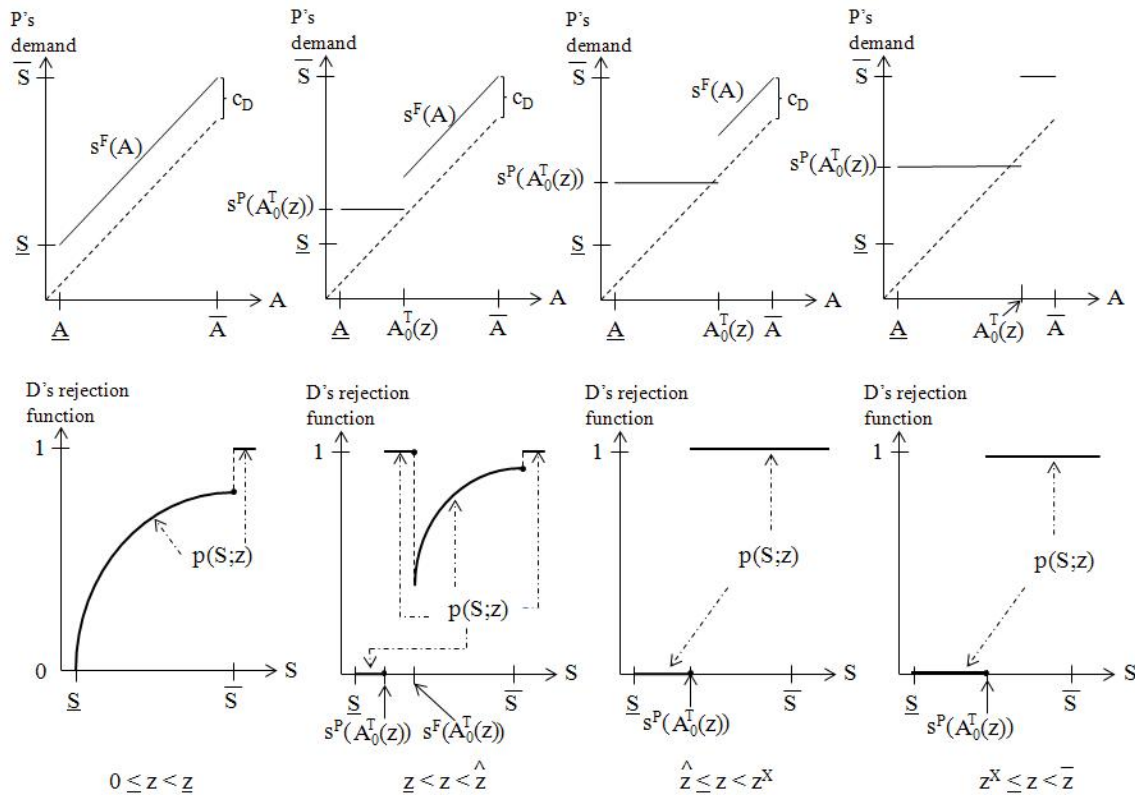 P's
demand
S̅
s^F(A)
c_D
S̲
A
A̲
A̅
P's
demand
S̅
s^F(A)
c_D
s^P(A_0^T(z))
S̲
A
A̲
A_0^T(z)
A̅
P's
demand
S̅
s^F(A)
c_D
s^P(A_0^T(z))
S̲
A
A̲
A_0^T(z)
A̅
P's
demand
S̅
s^P(A_0^T(z))
S̲
A
A̲
A_0^T(z)
A̅
D's rejection
function
1
p(S;z)
0
S
S̲
S̅
0 ≤ z < z̲
D's rejection
function
1
p(S;z)
S
S̲
S̅
s^P(A_0^T(z))
s^F(A_0^T(z))
z̲ < z < ẑ
D's rejection
function
1
p(S;z)
S
S̲
S̅
s^P(A_0^T(z))
ẑ ≤ z < z^X
D's rejection
function
1
p(S;z)
S
S̲
S̅
s^P(A_0^T(z))
z^X ≤ z < z̅